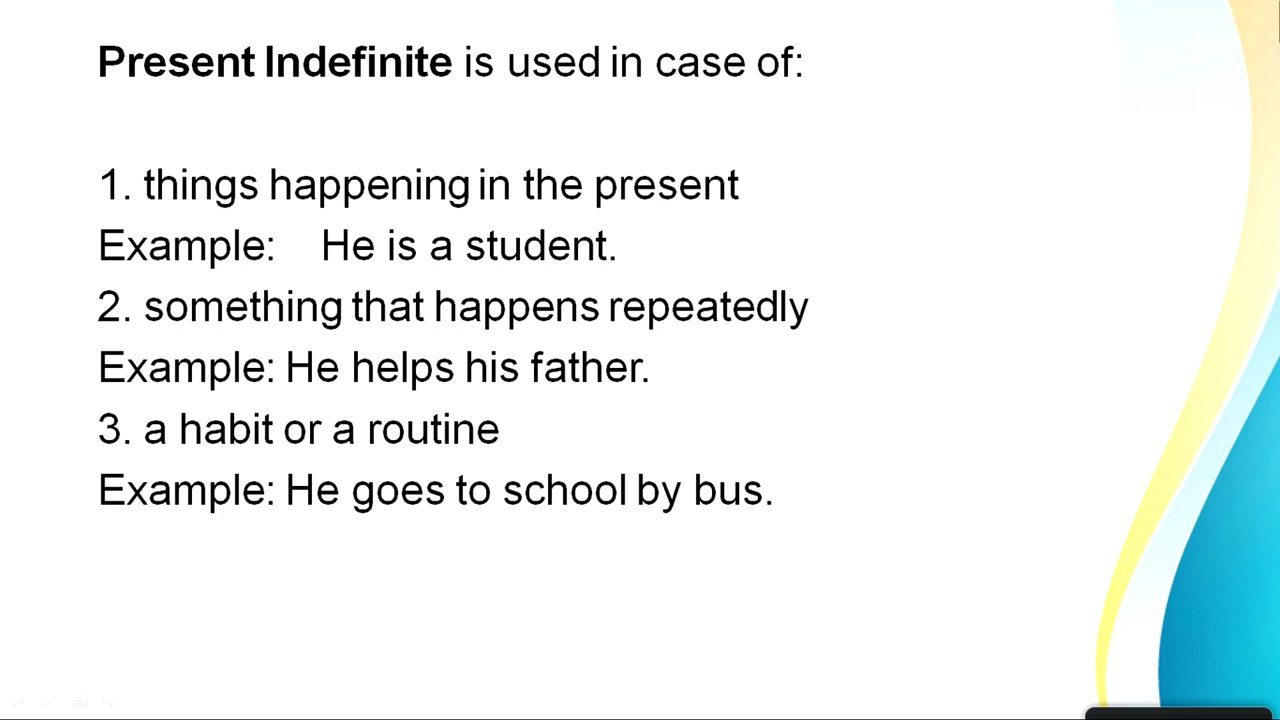 Present Indefinite is used in case of:
1. things happening in the present
Example: He is a student.
2. something that happens repeatedly
Example: He helps his father.
3. a habit or a routine
Example: He goes to school by bus.